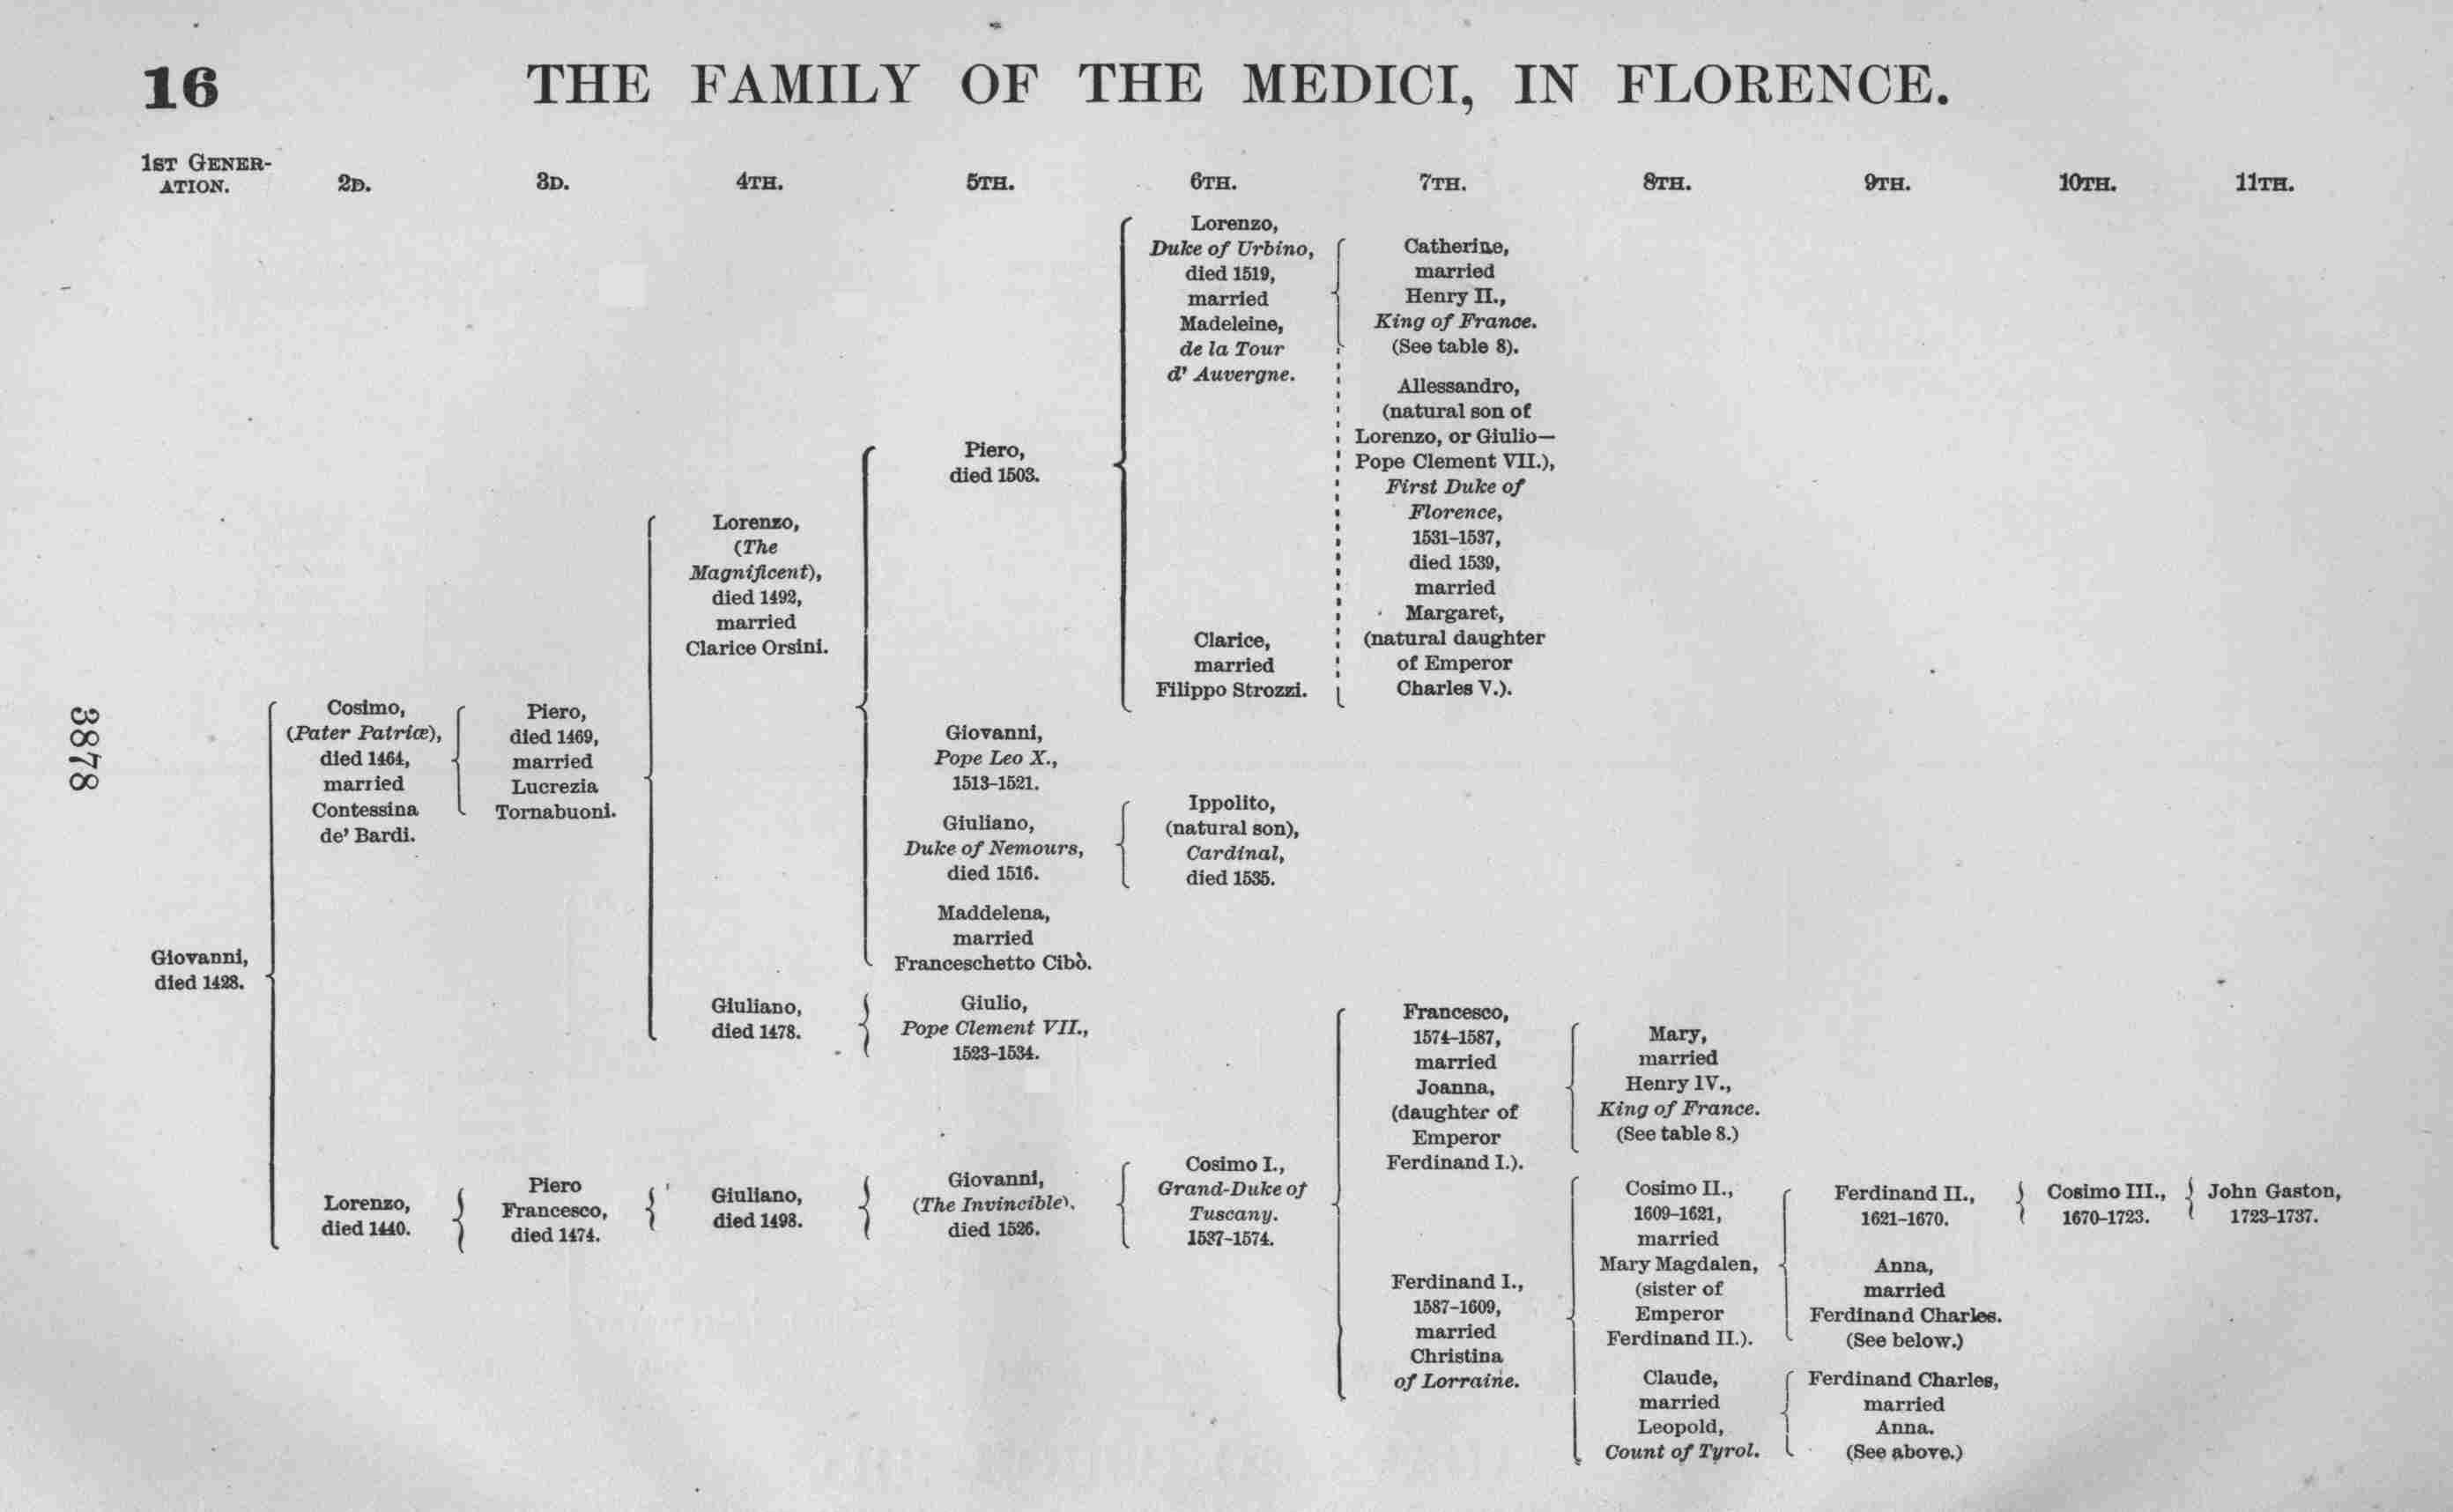 16
THE FAMILY OF THE MEDICI, IN FLORENCE.
1ST GENER-
ATION.
2D.
3D.
4TH.
5TH.
6TH.
7TH.
8TH.
9TH.
10TH.
11TH.
3878
Giovanni,
died 1428.
Cosimo,
(Pater Patriæ),
died 1464,
married
Contessina
de' Bardi.
Lorenzo,
died 1440.
Piero,
died 1469,
married
Lucrezia
Tornabuoni.
Piero
Francesco,
died 1474.
Lorenzo,
(The
Magnificent),
died 1492,
married
Clarice Orsini.
Giuliano,
died 1478.
Giuliano,
died 1498.
Piero,
died 1503.
Giovanni,
Pope Leo X.,
1513-1521.
Giuliano,
Duke of Nemours,
died 1516.
Maddelena,
married
Franceschetto Cibò.
Giulio,
Pope Clement VII.,
1523-1534.
Giovanni,
(The Invincible).
died 1526.
Lorenzo,
Duke of Urbino,
died 1519,
married
Madeleine,
de la Tour
d' Auvergne.
Clarice,
married
Filippo Strozzi.
Ippolito,
(natural son),
Cardinal,
died 1535.
Cosimo I.,
Grand-Duke of
Tuscany.
1537-1574.
Catherine,
married
Henry II.,
King of France.
(See table 8).
Allessandro,
(natural son of
Lorenzo, or Giulio—
Pope Clement VII.),
First Duke of
Florence,
1531-1537,
died 1539,
married
Margaret,
(natural daughter
of Emperor
Charles V.).
Francesco,
1574-1587,
married
Joanna,
(daughter of
Emperor
Ferdinand I.).
Ferdinand I.,
1587-1609,
married
Christina
of Lorraine.
Mary,
married
Henry IV.,
King of France.
(See table 8.)
Cosimo II.,
1609-1621,
married
Mary Magdalen,
(sister of
Emperor
Ferdinand II.).
Claude,
married
Leopold,
Count of Tyrol.
Ferdinand II.,
1621-1670.
Anna,
married
Ferdinand Charles.
(See below.)
Ferdinand Charles,
married
Anna.
(See above.)
Cosimo III.,
1670-1723.
John Gaston,
1723-1737.